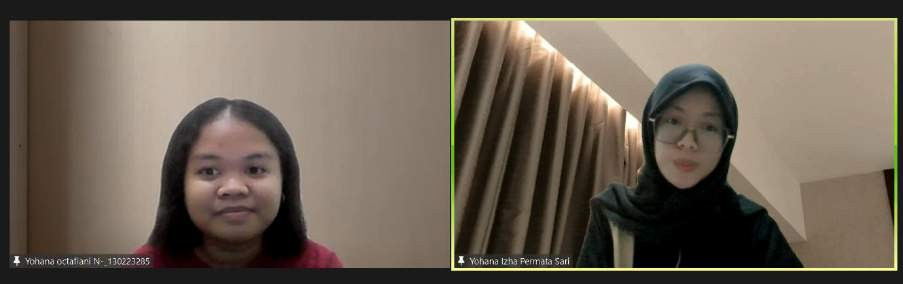 Yohana octafiani N-_130223285
Yohana Izha Permata Sari